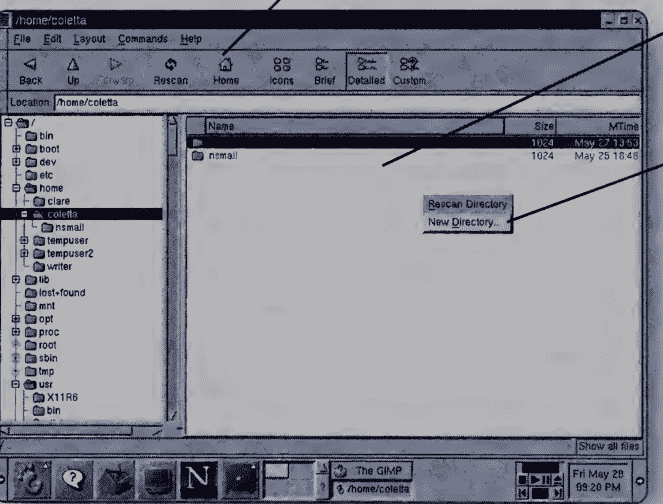 /home/coletta
File Edit Layout Commands Help
Back Up Forward Rescan Home Icons Brief Detailed Custom
Location: /home/coletta
/
bin
boot
dev
etc
home
clare
coletta
nsmail
tempuser
tempuser2
writer
lib
lost+found
mnt
opt
proc
root
sbin
tmp
usr
X11R6
bin
Name Size MTime
.. 1024 May 27 13:53
nsmail 1024 May 25 18:46
Rescan Directory
New Directory...
Show all files
N
The GIMP
/home/coletta
Fri May 28
09:20 PM